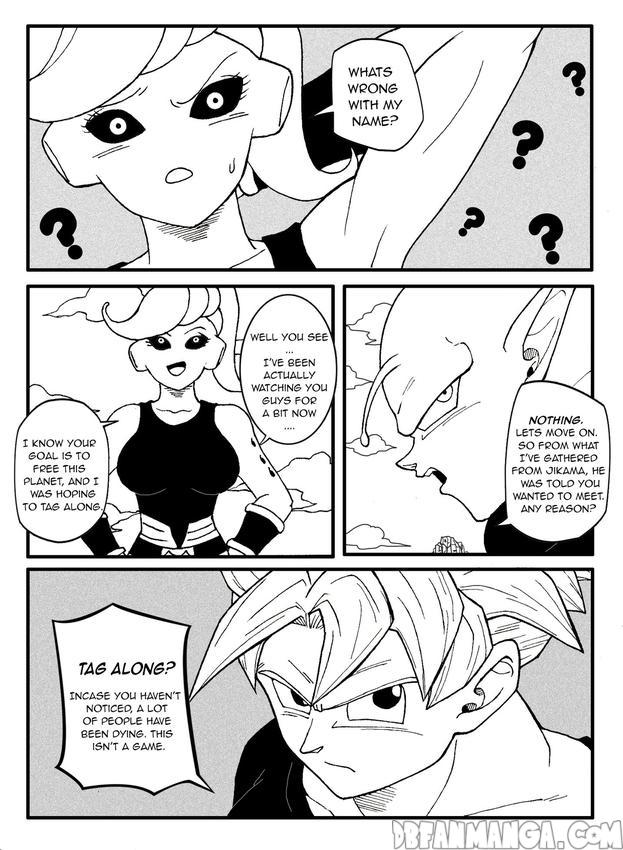 WHATS
WRONG
WITH MY
NAME?
?
?
?
?
?
NOTHING.
LETS MOVE ON.
SO FROM WHAT
I'VE GATHERED
FROM JIKAMA, HE
WAS TOLD YOU
WANTED TO MEET.
ANY REASON?
WELL YOU SEE
...
I'VE BEEN
ACTUALLY
WATCHING YOU
GUYS FOR
A BIT NOW
....
I KNOW YOUR
GOAL IS TO
FREE THIS
PLANET, AND I
WAS HOPING
TO TAG ALONG.
TAG ALONG?
INCASE YOU HAVEN'T
NOTICED, A LOT
OF PEOPLE HAVE
BEEN DYING. THIS
ISN'T A GAME.
DBFANMANGA.COM